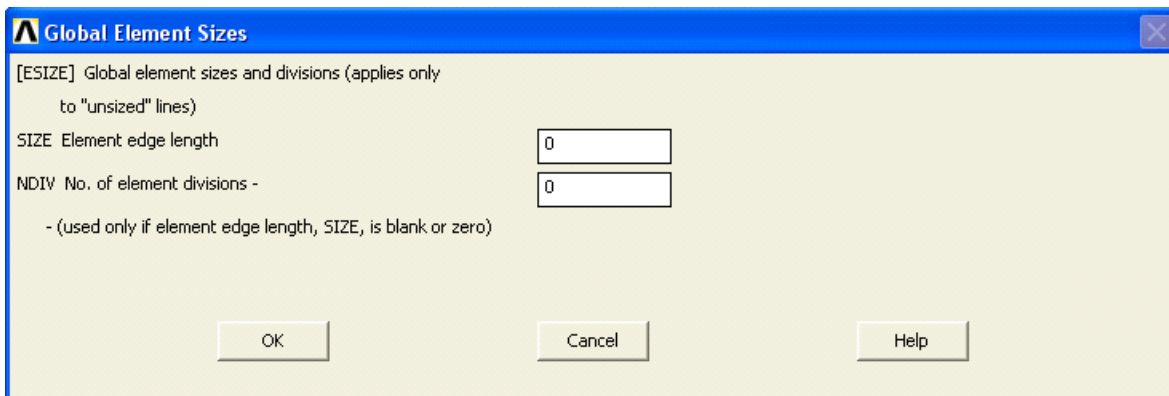 Global Element Sizes
[ESIZE] Global element sizes and divisions (applies only
to "unsized" lines)
SIZE Element edge length
0
NDIV No. of element divisions -
0
- (used only if element edge length, SIZE, is blank or zero)
OK
Cancel
Help